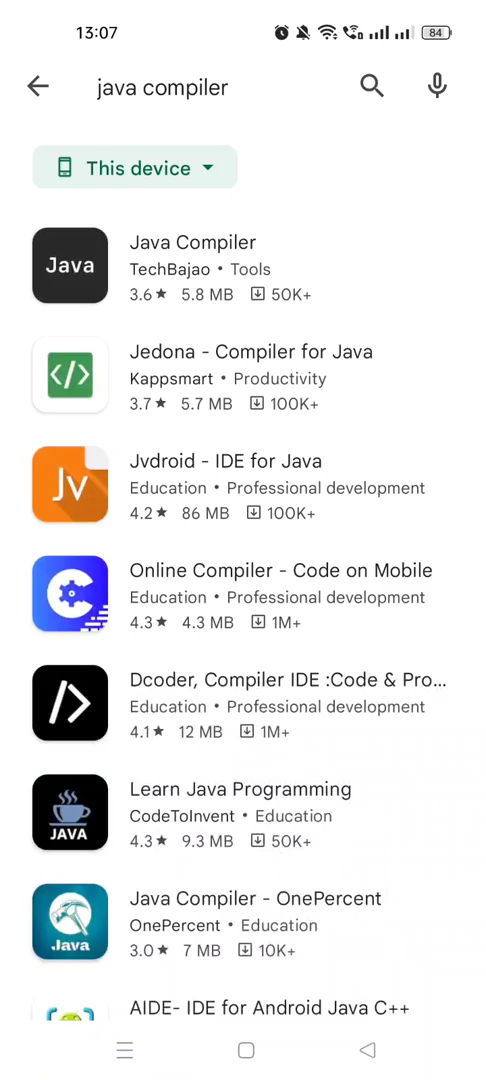 13:07
84
java compiler
This device
Java
Java Compiler
TechBajao • Tools
3.6★ 5.8 MB 50K+
</>
Jedona - Compiler for Java
Kappsmart • Productivity
3.7★ 5.7 MB 100K+
Jv
Jvdroid - IDE for Java
Education • Professional development
4.2★ 86 MB 100K+
Online Compiler - Code on Mobile
Education • Professional development
4.3★ 4.3 MB 1M+
Dcoder, Compiler IDE :Code & Pro...
Education • Professional development
4.1★ 12 MB 1M+
JAVA
Learn Java Programming
CodeToInvent • Education
4.3★ 9.3 MB 50K+
Java
Java Compiler - OnePercent
OnePercent • Education
3.0★ 7 MB 10K+
AIDE- IDE for Android Java C++